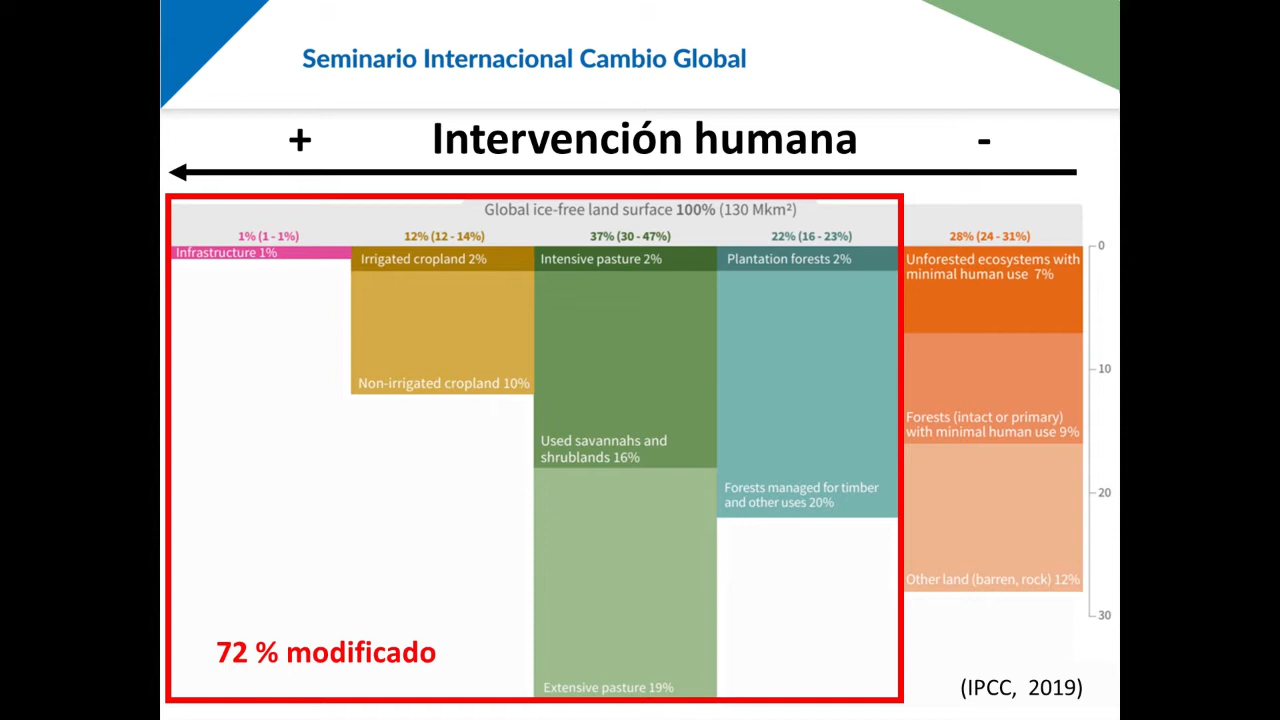 Seminario Internacional Cambio Global
+ Intervención humana -
Global ice-free land surface 100% (130 Mkm²)
1% (1 - 1%) 12% (12 - 14%) 37% (30 - 47%) 22% (16 - 23%) 28% (24 - 31%)
Infrastructure 1%
Irrigated cropland 2%
Non-irrigated cropland 10%
Intensive pasture 2%
Used savannahs and
shrublands 16%
Extensive pasture 19%
Plantation forests 2%
Forests managed for timber
and other uses 20%
Unforested ecosystems with
minimal human use 7%
Forests (intact or primary)
with minimal human use 9%
Other land (barren, rock) 12%
0
10
20
30
72 % modificado
(IPCC, 2019)